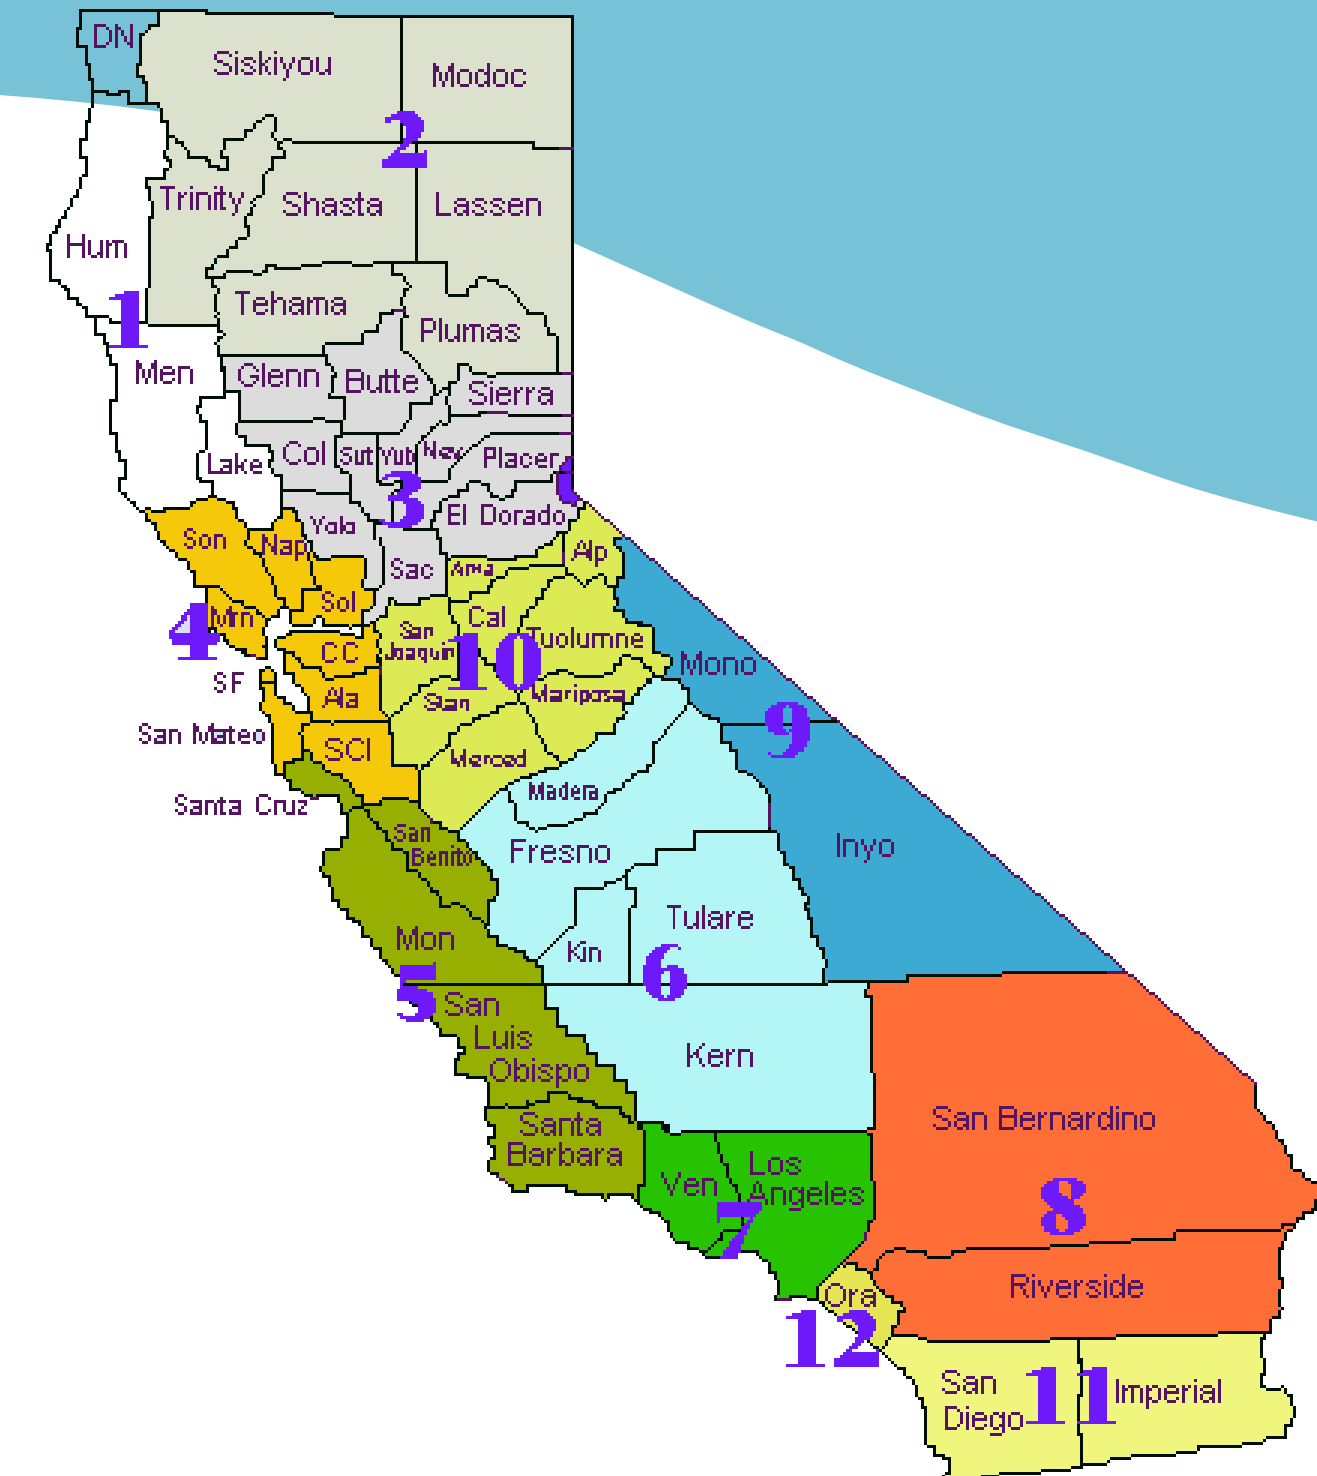 DN
Siskiyou
Modoc
2
Trinity
Shasta
Lassen
Hum
1
Tehama
Plumas
Men
Glenn
Butte
Sierra
Lake
Col
Sut
Yub
Nev
Placer
3
Yolo
El Dorado
Son
Nap
Sac
Ama
Alp
Sol
Mrn
4
Cal
San
Joaquin
10
Tuolumne
CC
Mono
SF
Ala
Stan
Mariposa
San Mateo
SCl
Merced
9
Santa Cruz
Madera
San
Benito
Fresno
Inyo
Mon
Kin
Tulare
6
5
San
Luis
Obispo
Kern
Santa
Barbara
San Bernardino
Ven
Los
Angeles
7
8
Riverside
Ora
12
San
Diego
11
Imperial